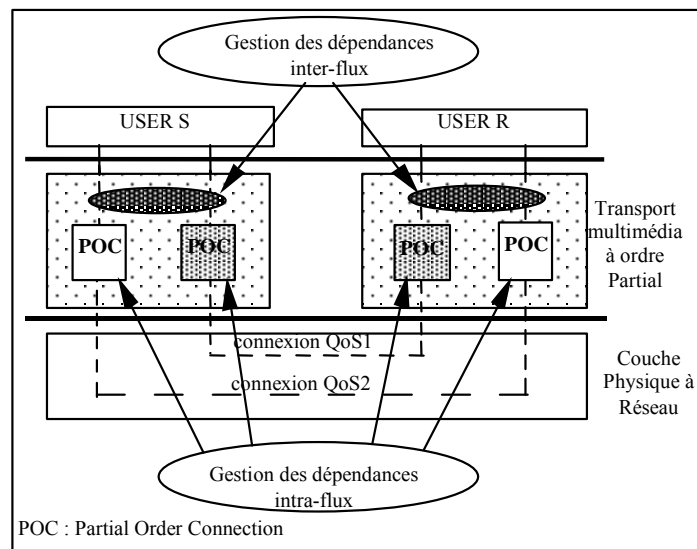 Gestion des dépendances
inter-flux
USER S
USER R
POC
POC
POC
POC
Transport
multimédia
à ordre
Partial
connexion QoS1
connexion QoS2
Couche
Physique à
Réseau
Gestion des dépendances
intra-flux
POC : Partial Order Connection